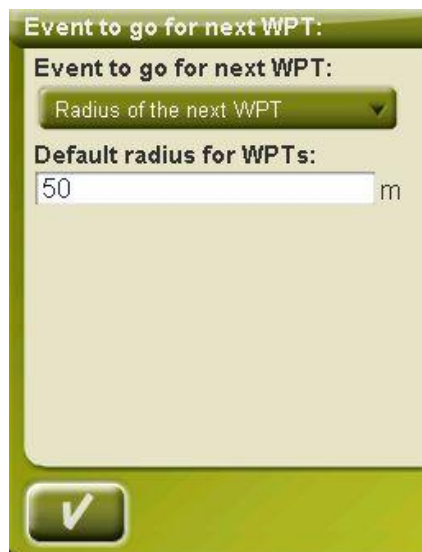 Event to go for next WPT:
Event to go for next WPT:
Radius of the next WPT
Default radius for WPTs:
50 m